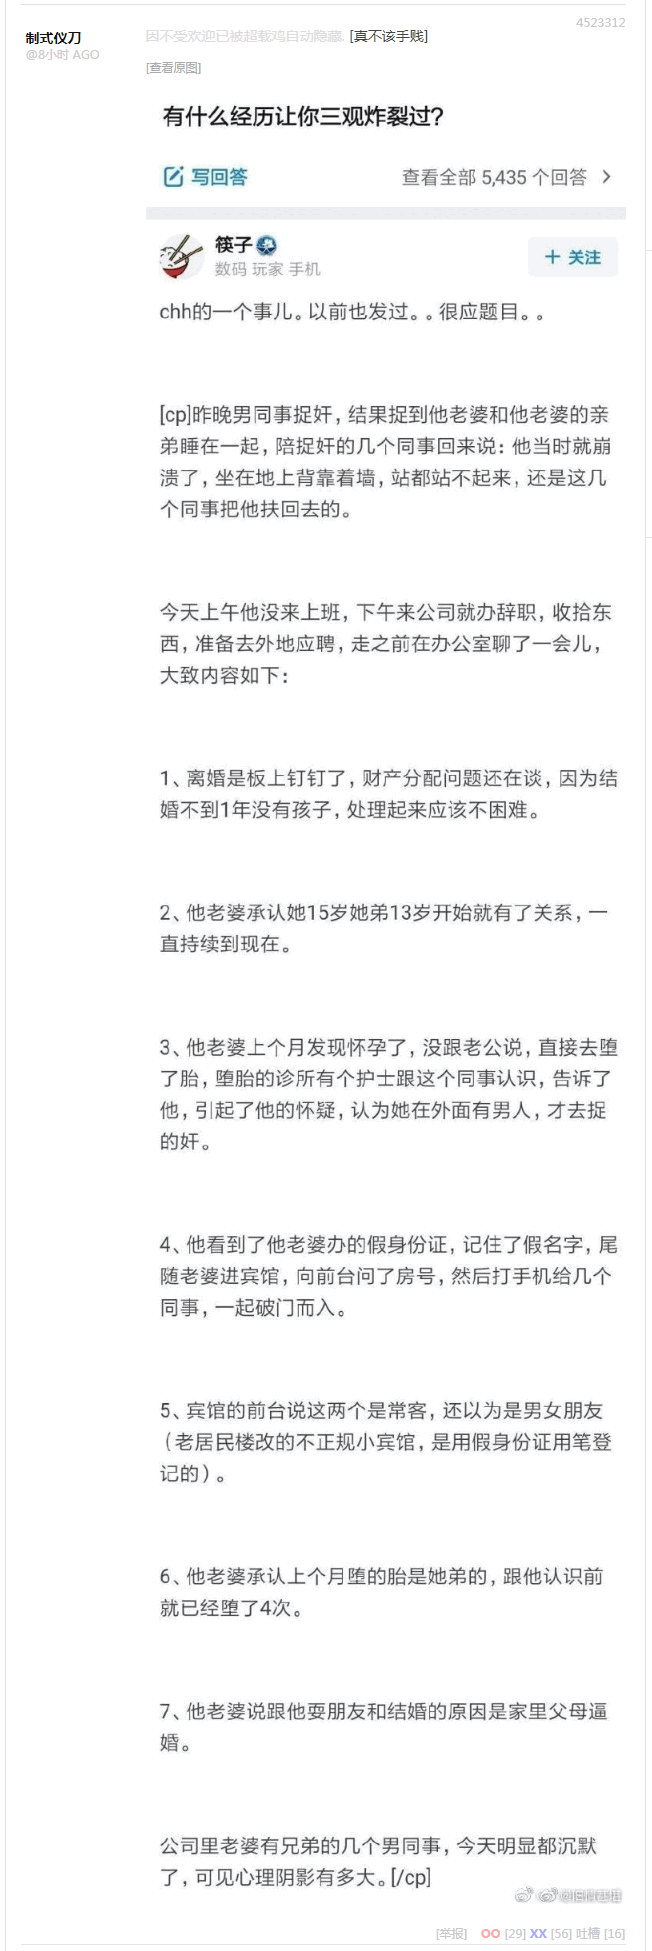 制式仪刀
@8小时 AGO
4523312
因不受欢迎已被超载鸡自动隐藏. [真不该手贱]
[查看原图]
有什么经历让你三观炸裂过?
写回答
查看全部 5,435 个回答 >
筷子
数码 玩家 手机
+ 关注
chh的一个事儿。以前也发过。。很应题目。。
[cp]昨晚男同事捉奸，结果捉到他老婆和他老婆的亲
弟睡在一起，陪捉奸的几个同事回来说：他当时就崩
溃了，坐在地上背靠着墙，站都站不起来，还是这几
个同事把他扶回去的。
今天上午他没来上班，下午来公司就办辞职，收拾东
西，准备去外地应聘，走之前在办公室聊了一会儿，
大致内容如下：
1、离婚是板上钉钉了，财产分配问题还在谈，因为结
婚不到1年没有孩子，处理起来应该不困难。
2、他老婆承认她15岁她弟13岁开始就有了关系，一
直持续到现在。
3、他老婆上个月发现怀孕了，没跟老公说，直接去堕
了胎，堕胎的诊所有个护士跟这个同事认识，告诉了
他，引起了他的怀疑，认为她在外面有男人，才去捉
的奸。
4、他看到了他老婆办的假身份证，记住了假名字，尾
随老婆进宾馆，向前台问了房号，然后打手机给几个
同事，一起破门而入。
5、宾馆的前台说这两个是常客，还以为是男女朋友
（老居民楼改的不正规小宾馆，是用假身份证用笔登
记的）。
6、他老婆承认上个月堕的胎是她弟的，跟他认识前
就已经堕了4次。
7、他老婆说跟他耍朋友和结婚的原因是家里父母逼
婚。
公司里老婆有兄弟的几个男同事，今天明显都沉默
了，可见心理阴影有多大。[/cp]
[举报] OO [29] XX [56] 吐槽 [16]